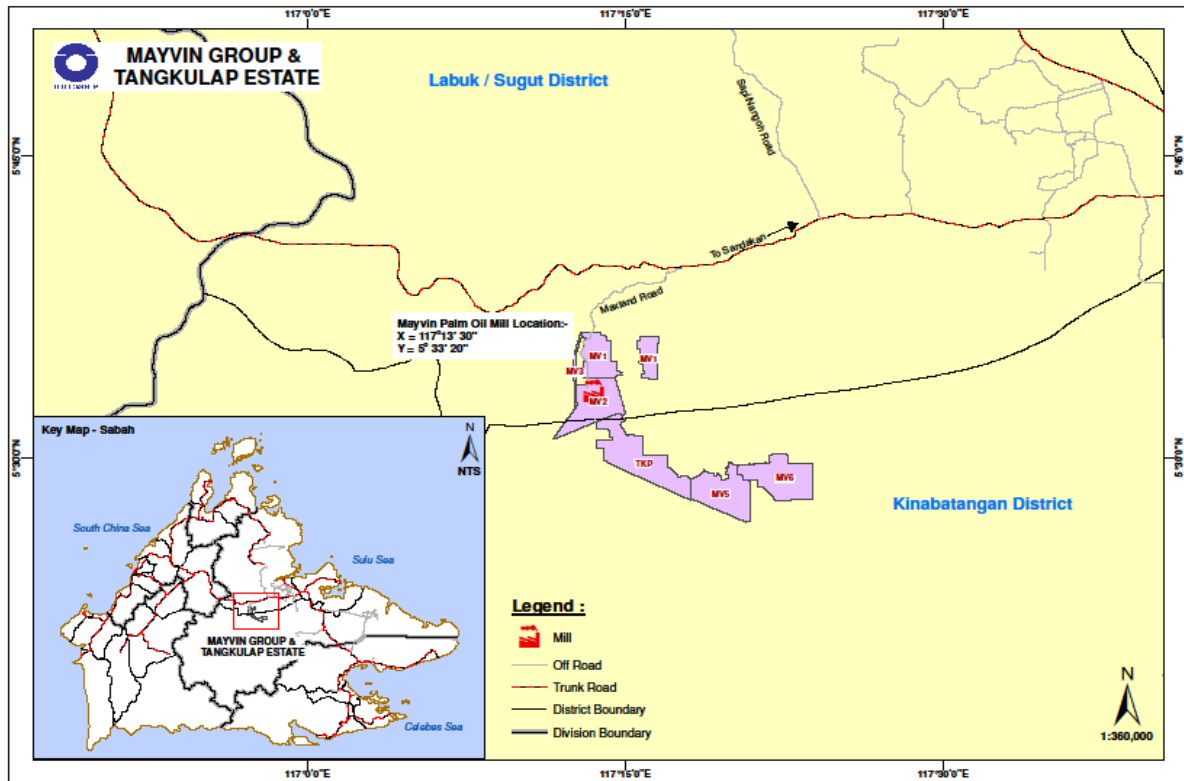 117°0'0"E
117°15'0"E
117°30'0"E
MAYVIN GROUP &
TANGKULAP ESTATE
Labuk / Sugut District
Sapi-Nangoh Road
5°45'0"N
5°45'0"N
To Sandakan
Maxland Road
Mayvin Palm Oil Mill Location:-
X = 117°13' 30"
Y = 5° 33' 20"
MV1
MV1
MV3
MV2
5°30'0"N
5°30'0"N
TKP
MV5
MV6
Kinabatangan District
Key Map - Sabah
N
NTS
South China Sea
Sulu Sea
MAYVIN GROUP &
TANGKULAP ESTATE
Celebes Sea
Legend :
Mill
Off Road
Trunk Road
District Boundary
Division Boundary
N
1:360,000
117°0'0"E
117°15'0"E
117°30'0"E